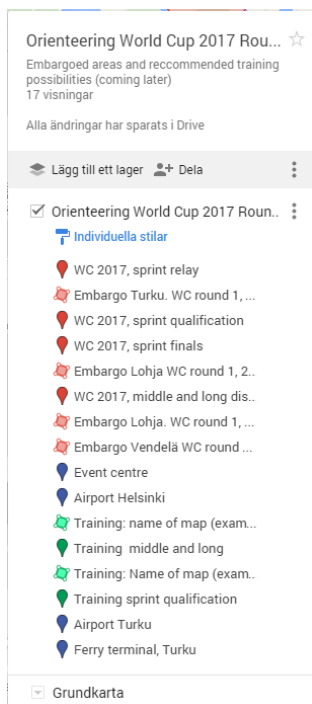 Orienteering World Cup 2017 Rou...
Embargoed areas and reccommended training
possibilities (coming later)
17 visningar
Alla ändringar har sparats i Drive
Lägg till ett lager Dela
Orienteering World Cup 2017 Roun..
Individuella stilar
WC 2017, sprint relay
Embargo Turku. WC round 1, ...
WC 2017, sprint qualification
WC 2017, sprint finals
Embargo Lohja WC round 1, 2..
WC 2017, middle and long dis...
Embargo Lohja. WC round 1, ...
Embargo Vendelä WC round ...
Event centre
Airport Helsinki
Training: name of map (exam...
Training middle and long
Training: Name of map (exam..
Training sprint qualification
Airport Turku
Ferry terminal, Turku
Grundkarta